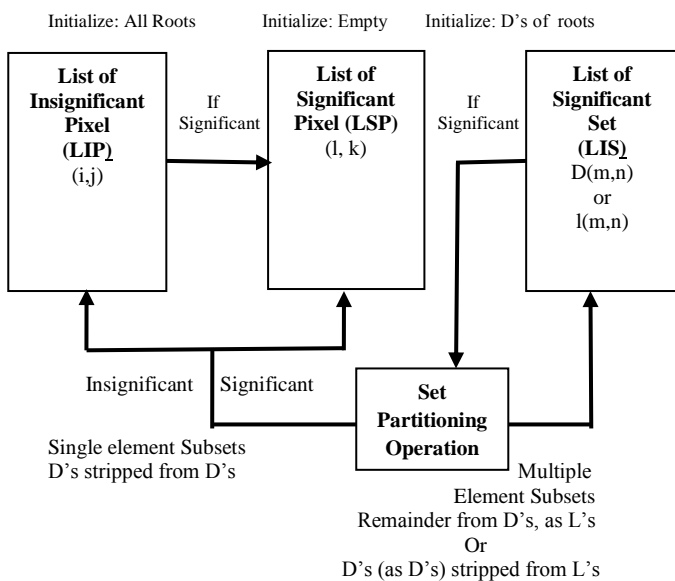 Initialize: All Roots
Initialize: Empty
Initialize: D's of roots
List of
Insignificant
Pixel
(LIP)
(i,j)
If
Significant
List of
Significant
Pixel (LSP)
(l, k)
If
Significant
List of
Significant
Set
(LIS)
D(m,n)
or
l(m,n)
Insignificant
Significant
Set
Partitioning
Operation
Single element Subsets
D's stripped from D's
Multiple
Element Subsets
Remainder from D's, as L's
Or
D's (as D's) stripped from L's